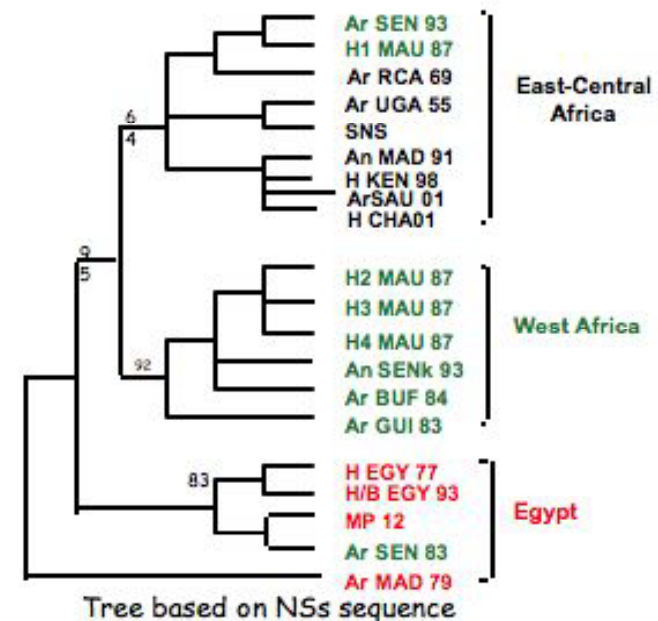 Ar SEN 93
H1 MAU 87
Ar RCA 69
Ar UGA 55
SNS
An MAD 91
H KEN 98
ArSAU 01
H CHA01
East-Central
Africa
6
4
9
5
H2 MAU 87
H3 MAU 87
H4 MAU 87
An SENk 93
Ar BUF 84
Ar GUI 83
West Africa
92
83
H EGY 77
H/B EGY 93
MP 12
Ar SEN 83
Ar MAD 79
Egypt
Tree based on NSs sequence